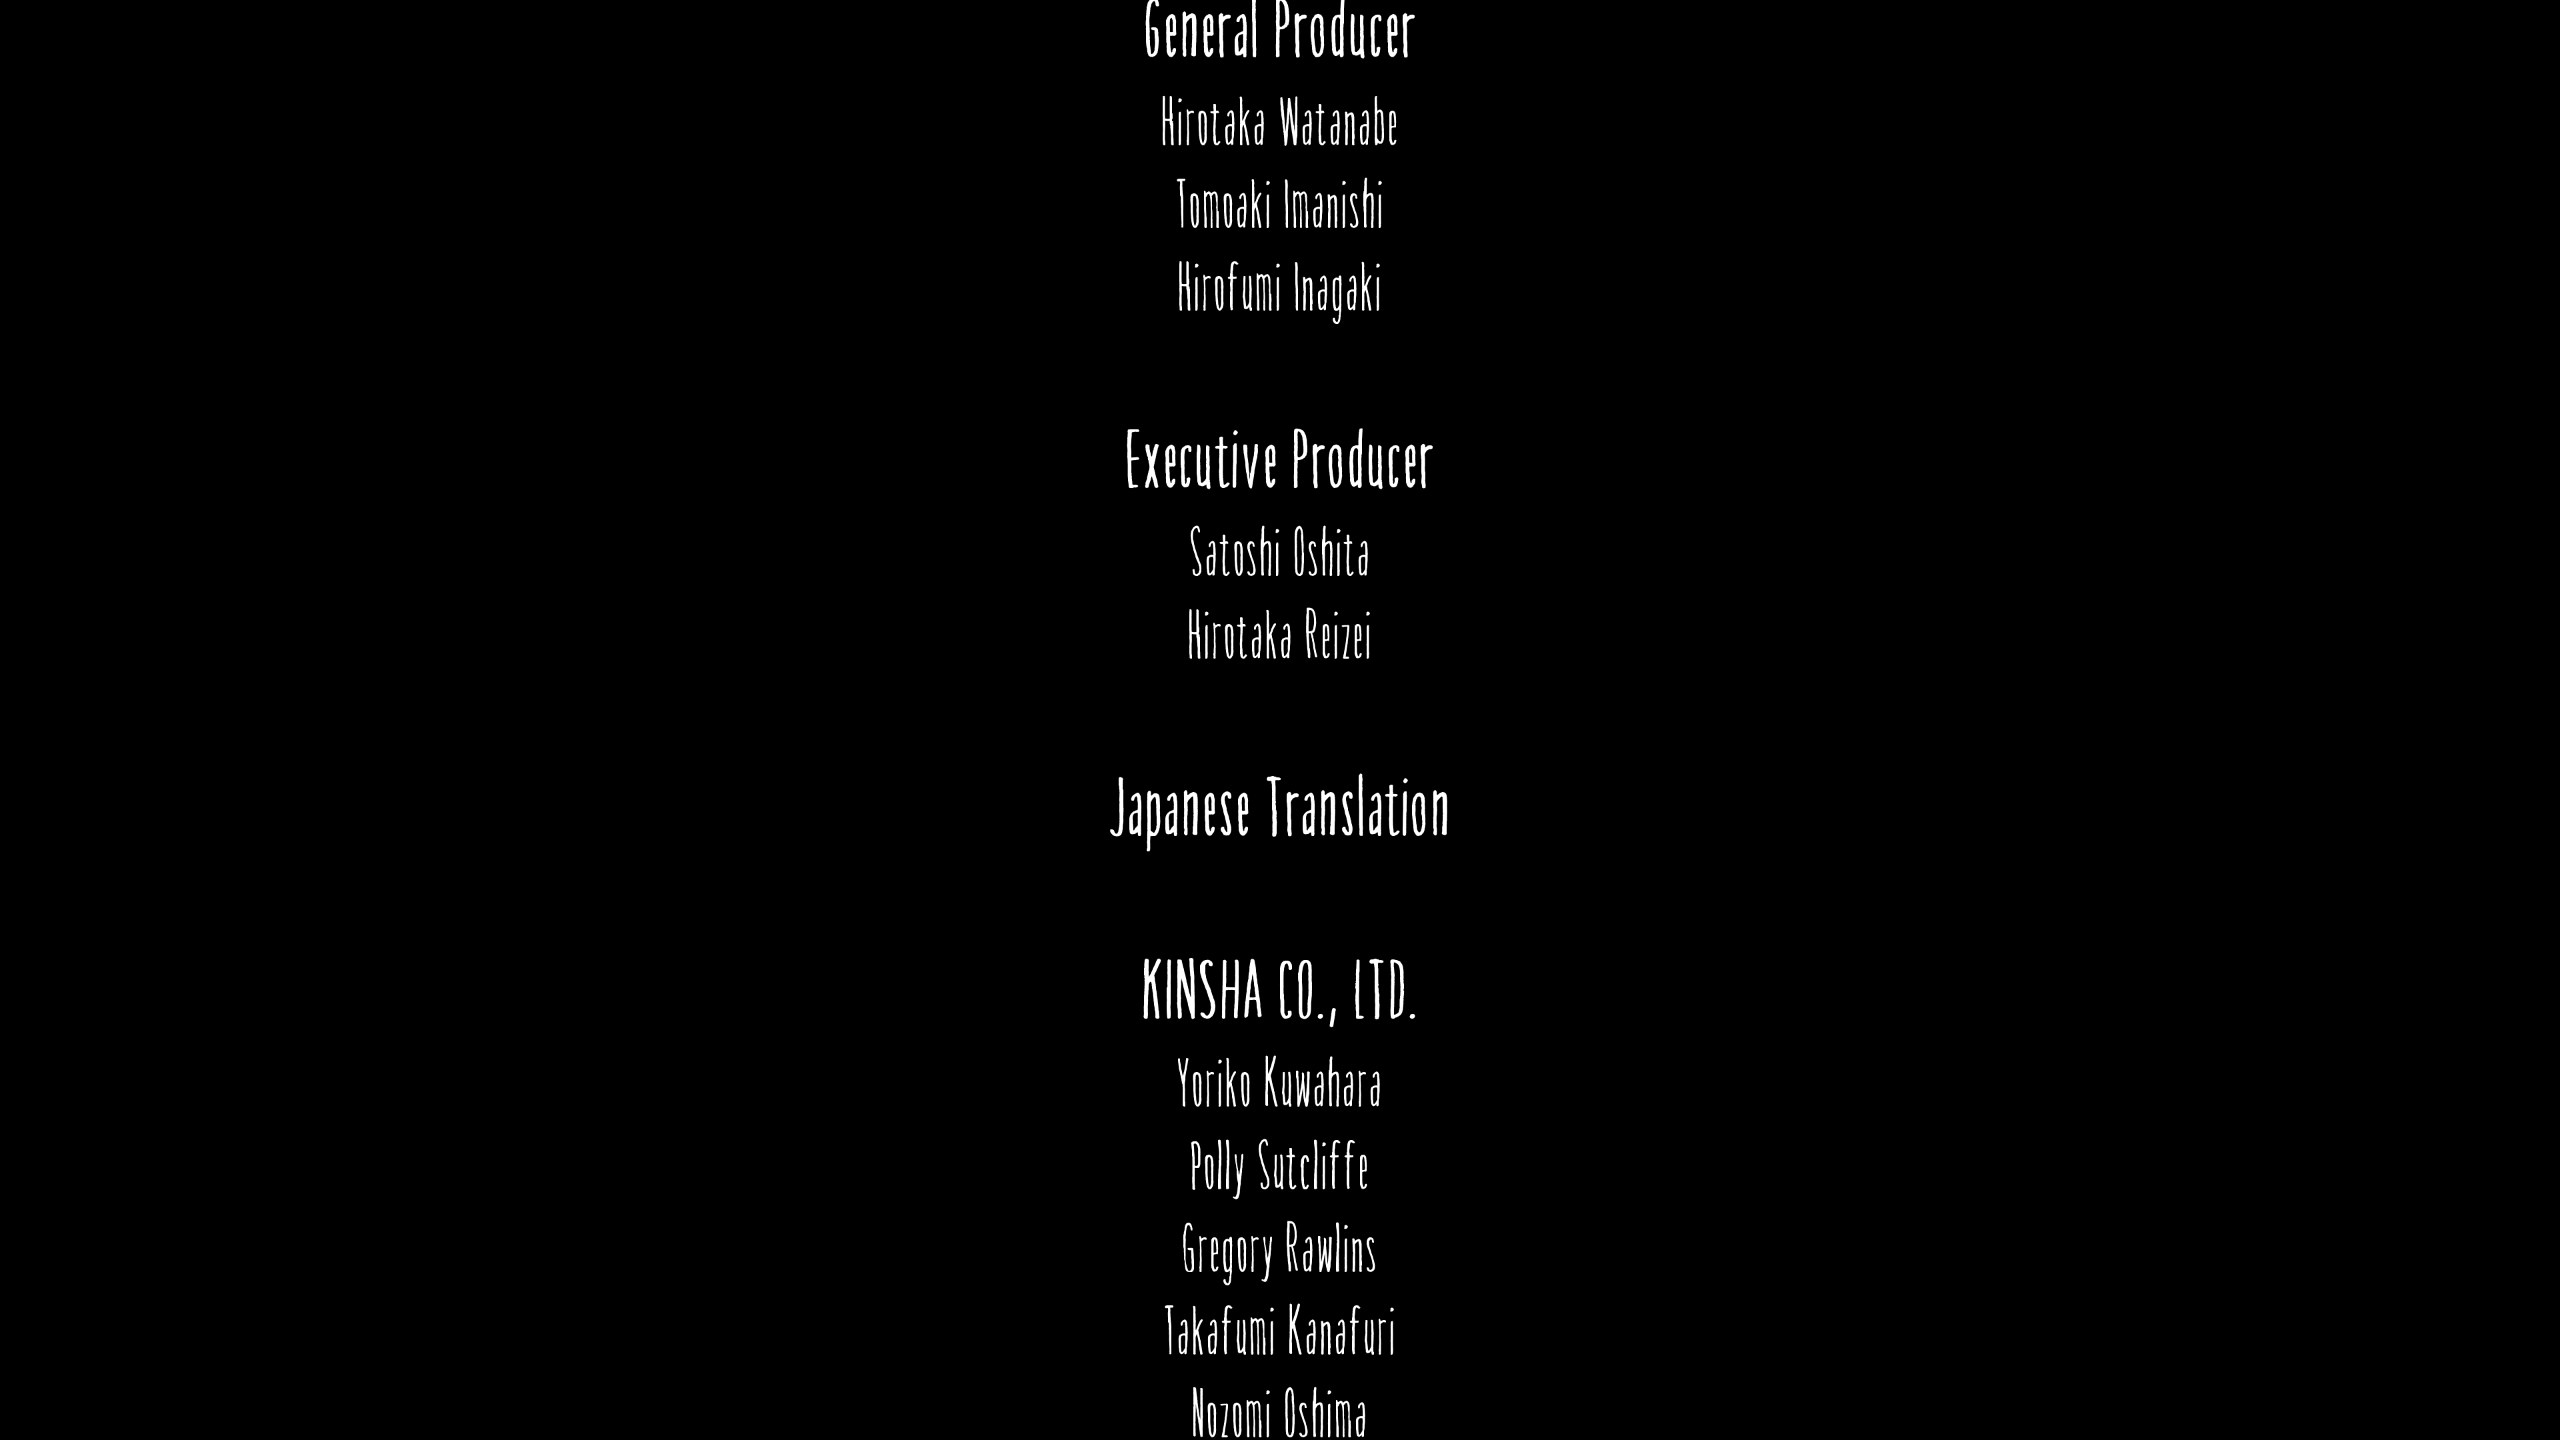 General Producer
Hirotaka Watanabe
Tomoaki Imanishi
Hirofumi Inagaki
Executive Producer
Satoshi Oshita
Hirotaka Reizei
Japanese Translation
KINSHA CO., LTD.
Yoriko Kuwahara
Polly Sutcliffe
Gregory Rawlins
Takafumi Kanafuri
Nozomi Oshima